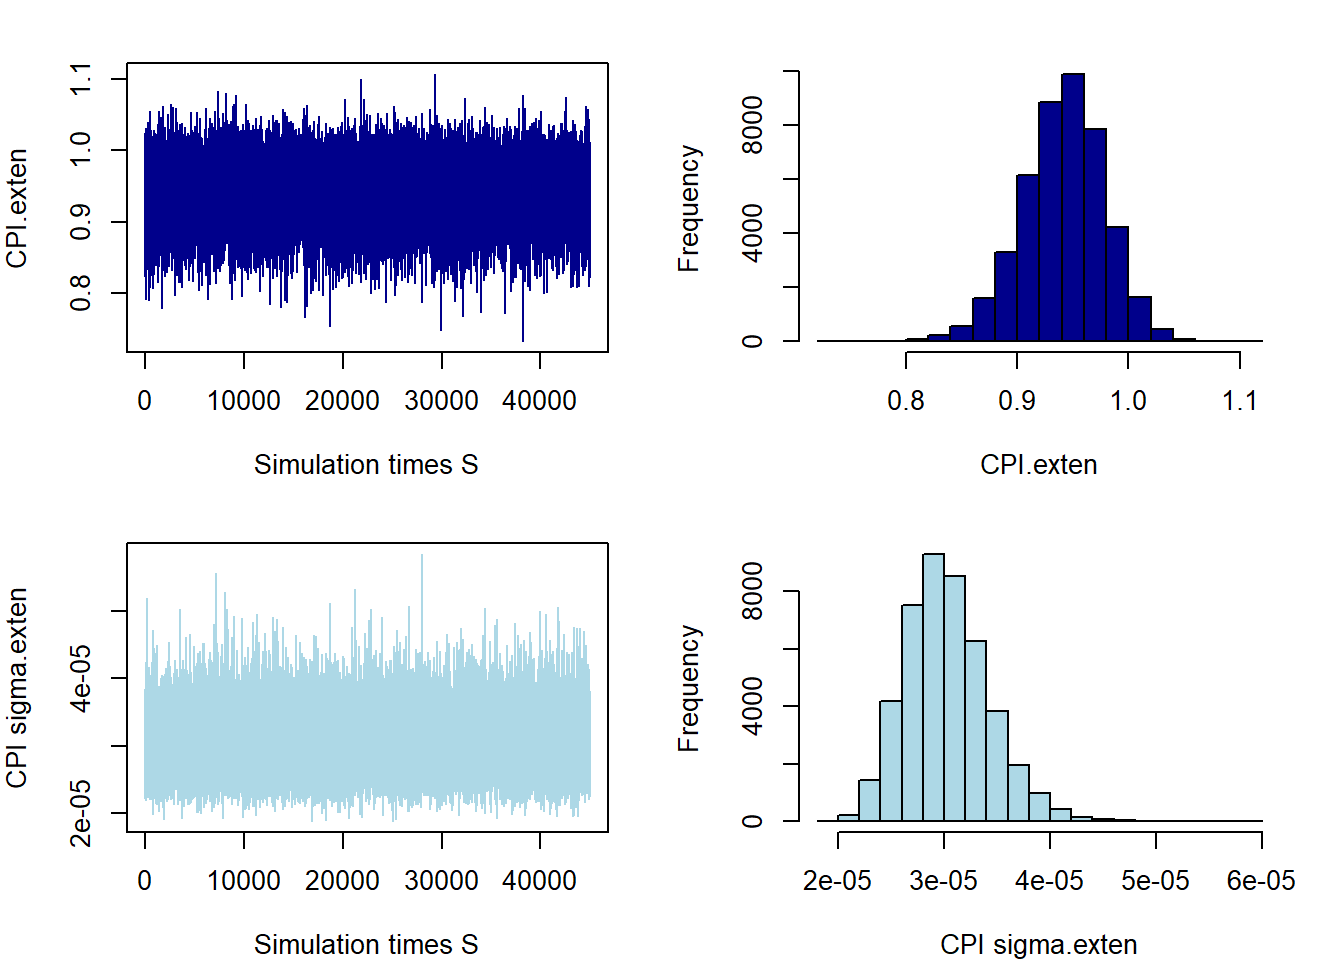 CPI.exten
1.1
1.0
0.9
0.8
0 10000 20000 30000 40000
Simulation times S
Frequency
8000
4000
0
0.8 0.9 1.0 1.1
CPI.exten
CPI sigma.exten
4e-05
2e-05
0 10000 20000 30000 40000
Simulation times S
Frequency
8000
4000
0
2e-05 3e-05 4e-05 5e-05 6e-05
CPI sigma.exten